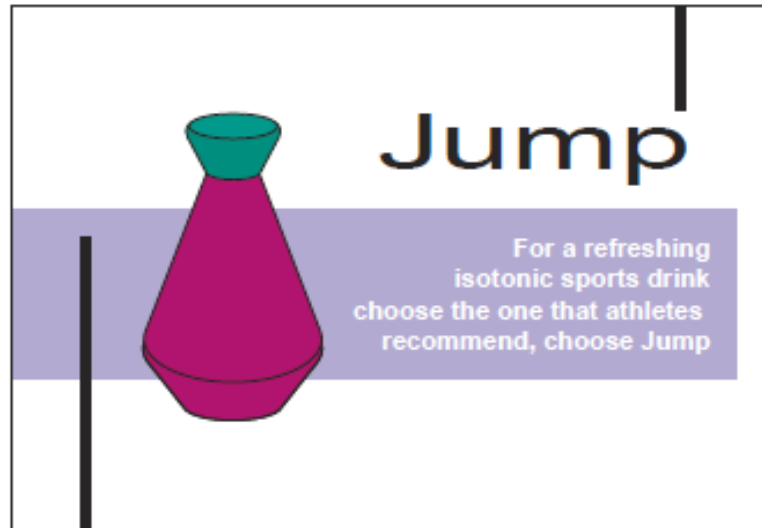 Jump
For a refreshing
isotonic sports drink
choose the one that athletes
recommend, choose Jump